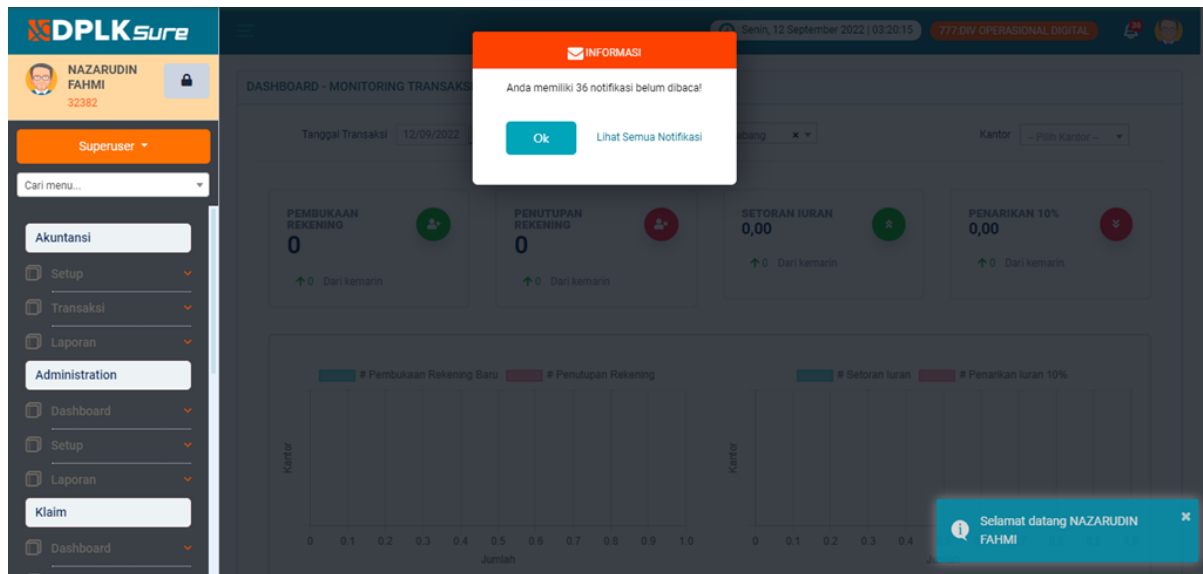 DPLKSure
NAZARUDIN
FAHMI
32382
Superuser
Cari menu...
Akuntansi
Setup
Transaksi
Laporan
Administration
Dashboard
Setup
Laporan
Klaim
Dashboard
Senin, 12 September 2022 | 03:20:15
777:DIV OPERASIONAL DIGITAL
36
INFORMASI
Anda memiliki 36 notifikasi belum dibaca!
Ok
Lihat Semua Notifikasi
DASHBOARD - MONITORING TRANSAKS
Tanggal Transaksi
12/09/2022
abang
×
Kantor
-- Pilih Kantor --
PEMBUKAAN
REKENING
0
0 Dari kemarin
PENUTUPAN
REKENING
0
0 Dari kemarin
SETORAN IURAN
0,00
0 Dari kemarin
PENARIKAN 10%
0,00
0 Dari kemarin
# Pembukaan Rekening Baru # Penutupan Rekening
Kantor
0 0.1 0.2 0.3 0.4 0.5 0.6 0.7 0.8 0.9 1.0
Jumlah
# Setoran Iuran # Penarikan Iuran 10%
Kantor
0 0.1 0.2 0.3 0.4
Selamat datang NAZARUDIN
FAHMI
×